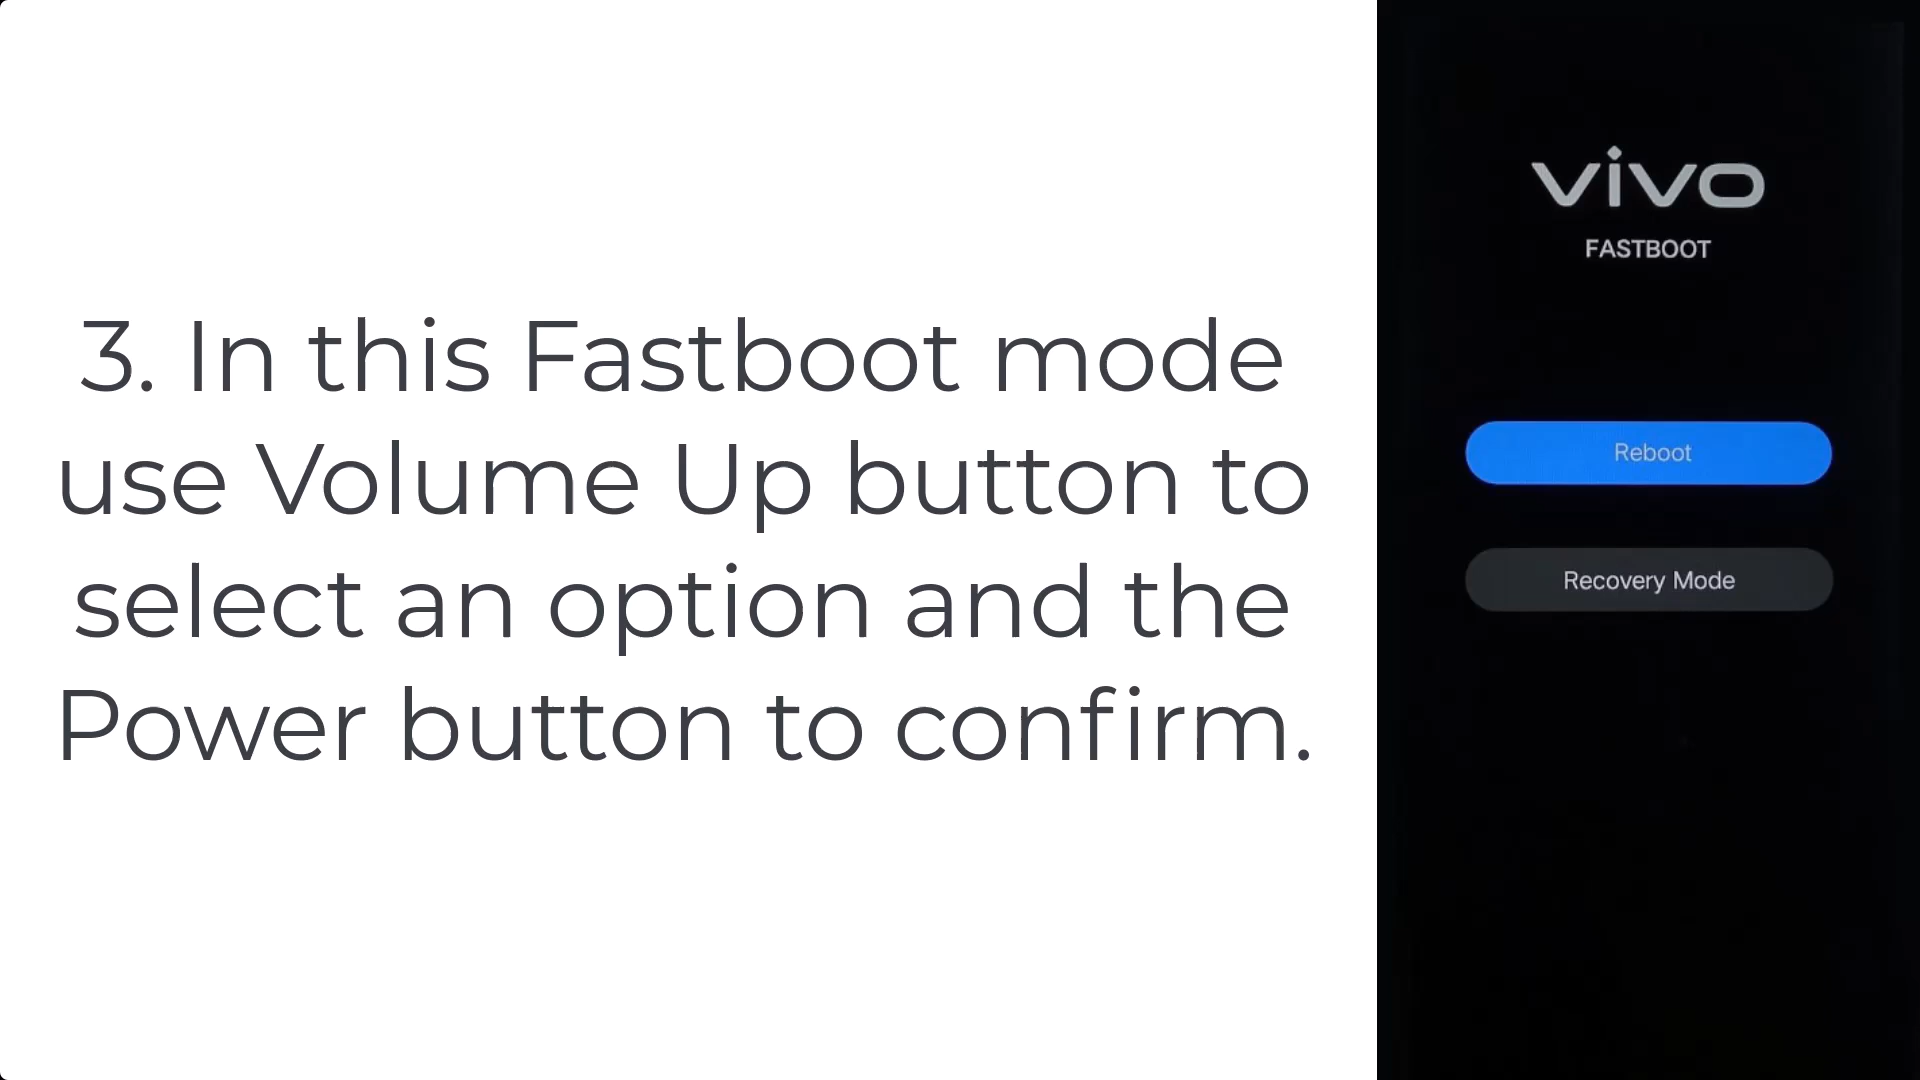 3. In this Fastboot mode
use Volume Up button to
select an option and the
Power button to confirm.
vivo
FASTBOOT
Reboot
Recovery Mode